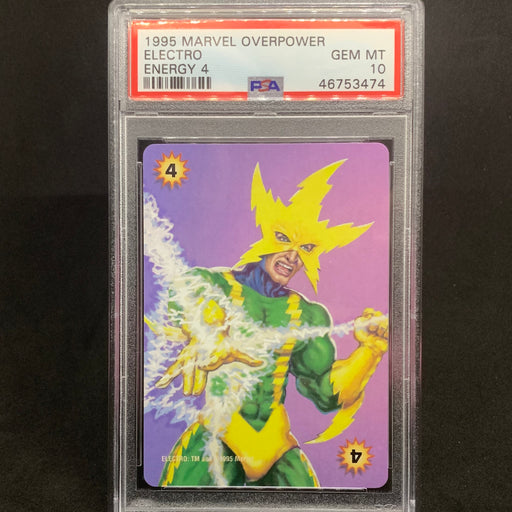 1995 MARVEL OVERPOWER
ELECTRO GEM MT
ENERGY 4 10
PSA 46753474
4
ELECTRO: TM and ©1995 Marvel
4